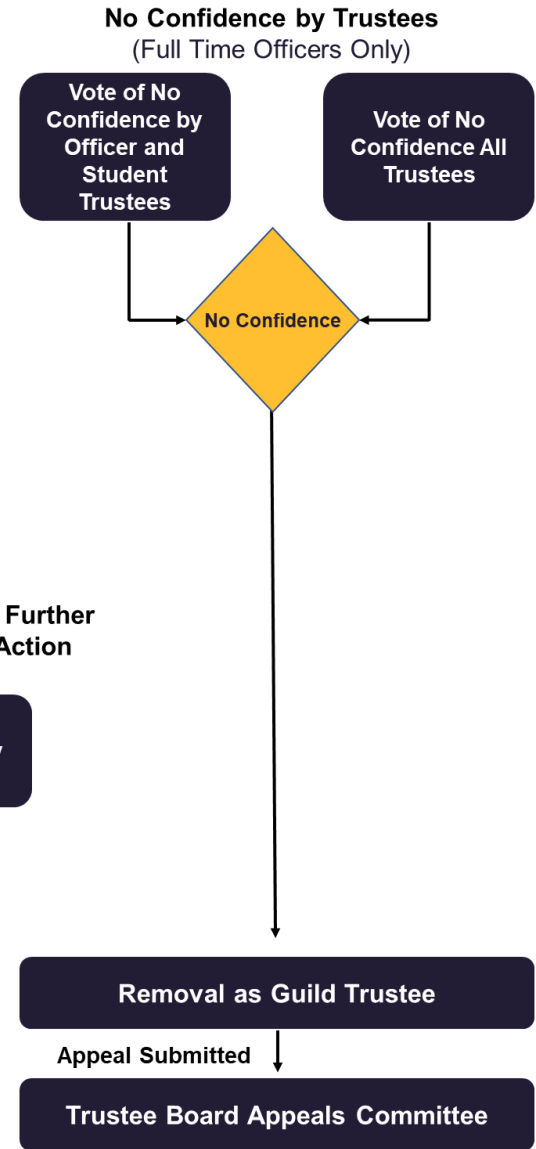 No Confidence by Trustees
(Full Time Officers Only)
Vote of No
Confidence by
Officer and
Student
Trustees
Vote of No
Confidence All
Trustees
No Confidence
Further
Action
Removal as Guild Trustee
Appeal Submitted
Trustee Board Appeals Committee